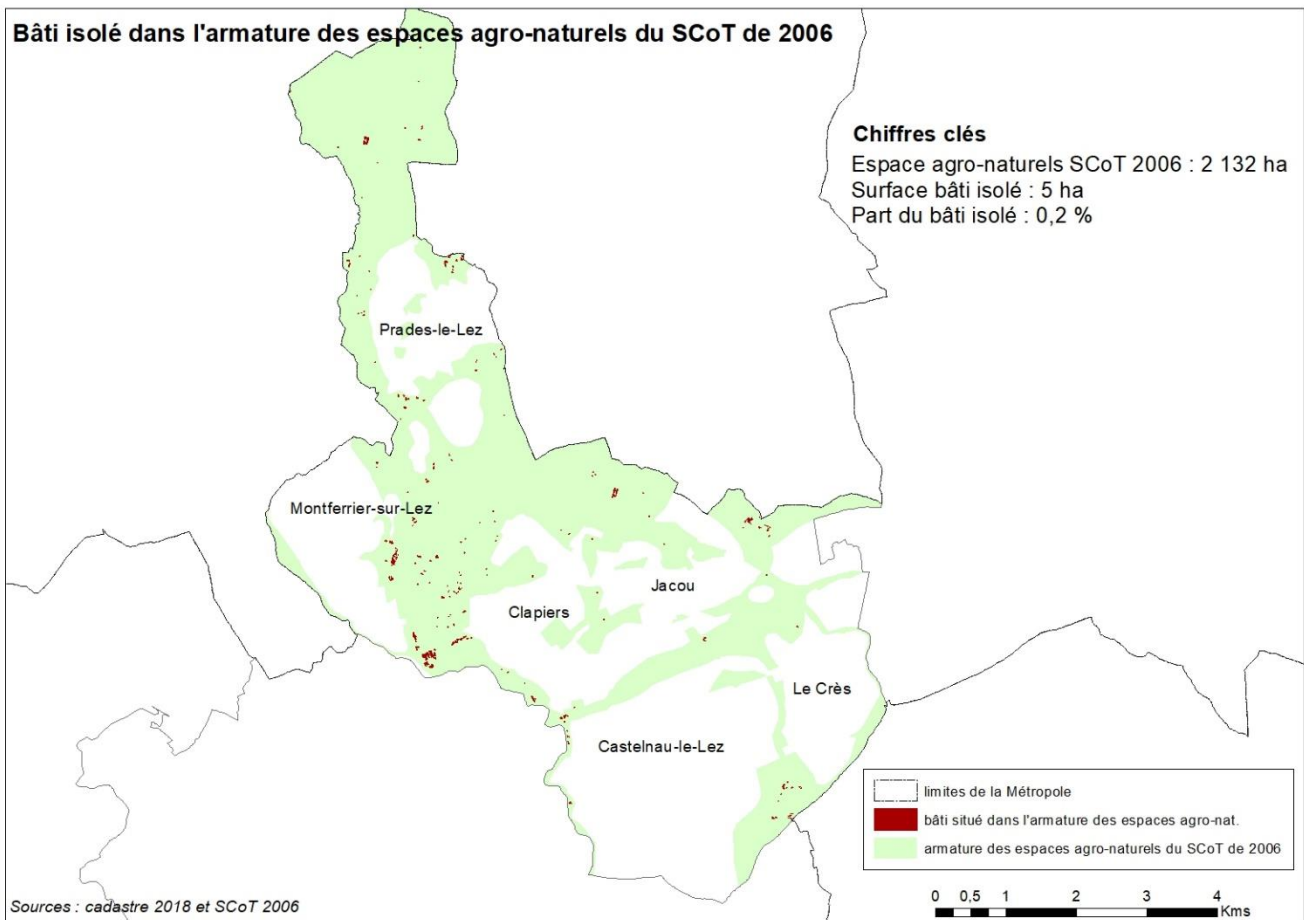 Bâti isolé dans l'armature des espaces agro-naturels du SCoT de 2006
Chiffres clés
Espace agro-naturels SCoT 2006 : 2 132 ha
Surface bâti isolé : 5 ha
Part du bâti isolé : 0,2 %
Prades-le-Lez
Montferrier-sur-Lez
Jacou
Clapiers
Le Crès
Castelnau-le-Lez
limites de la Métropole
bâti situé dans l'armature des espaces agro-nat.
armature des espaces agro-naturels du SCoT de 2006
0 0,5 1 2 3 4
Kms
Sources : cadastre 2018 et SCoT 2006